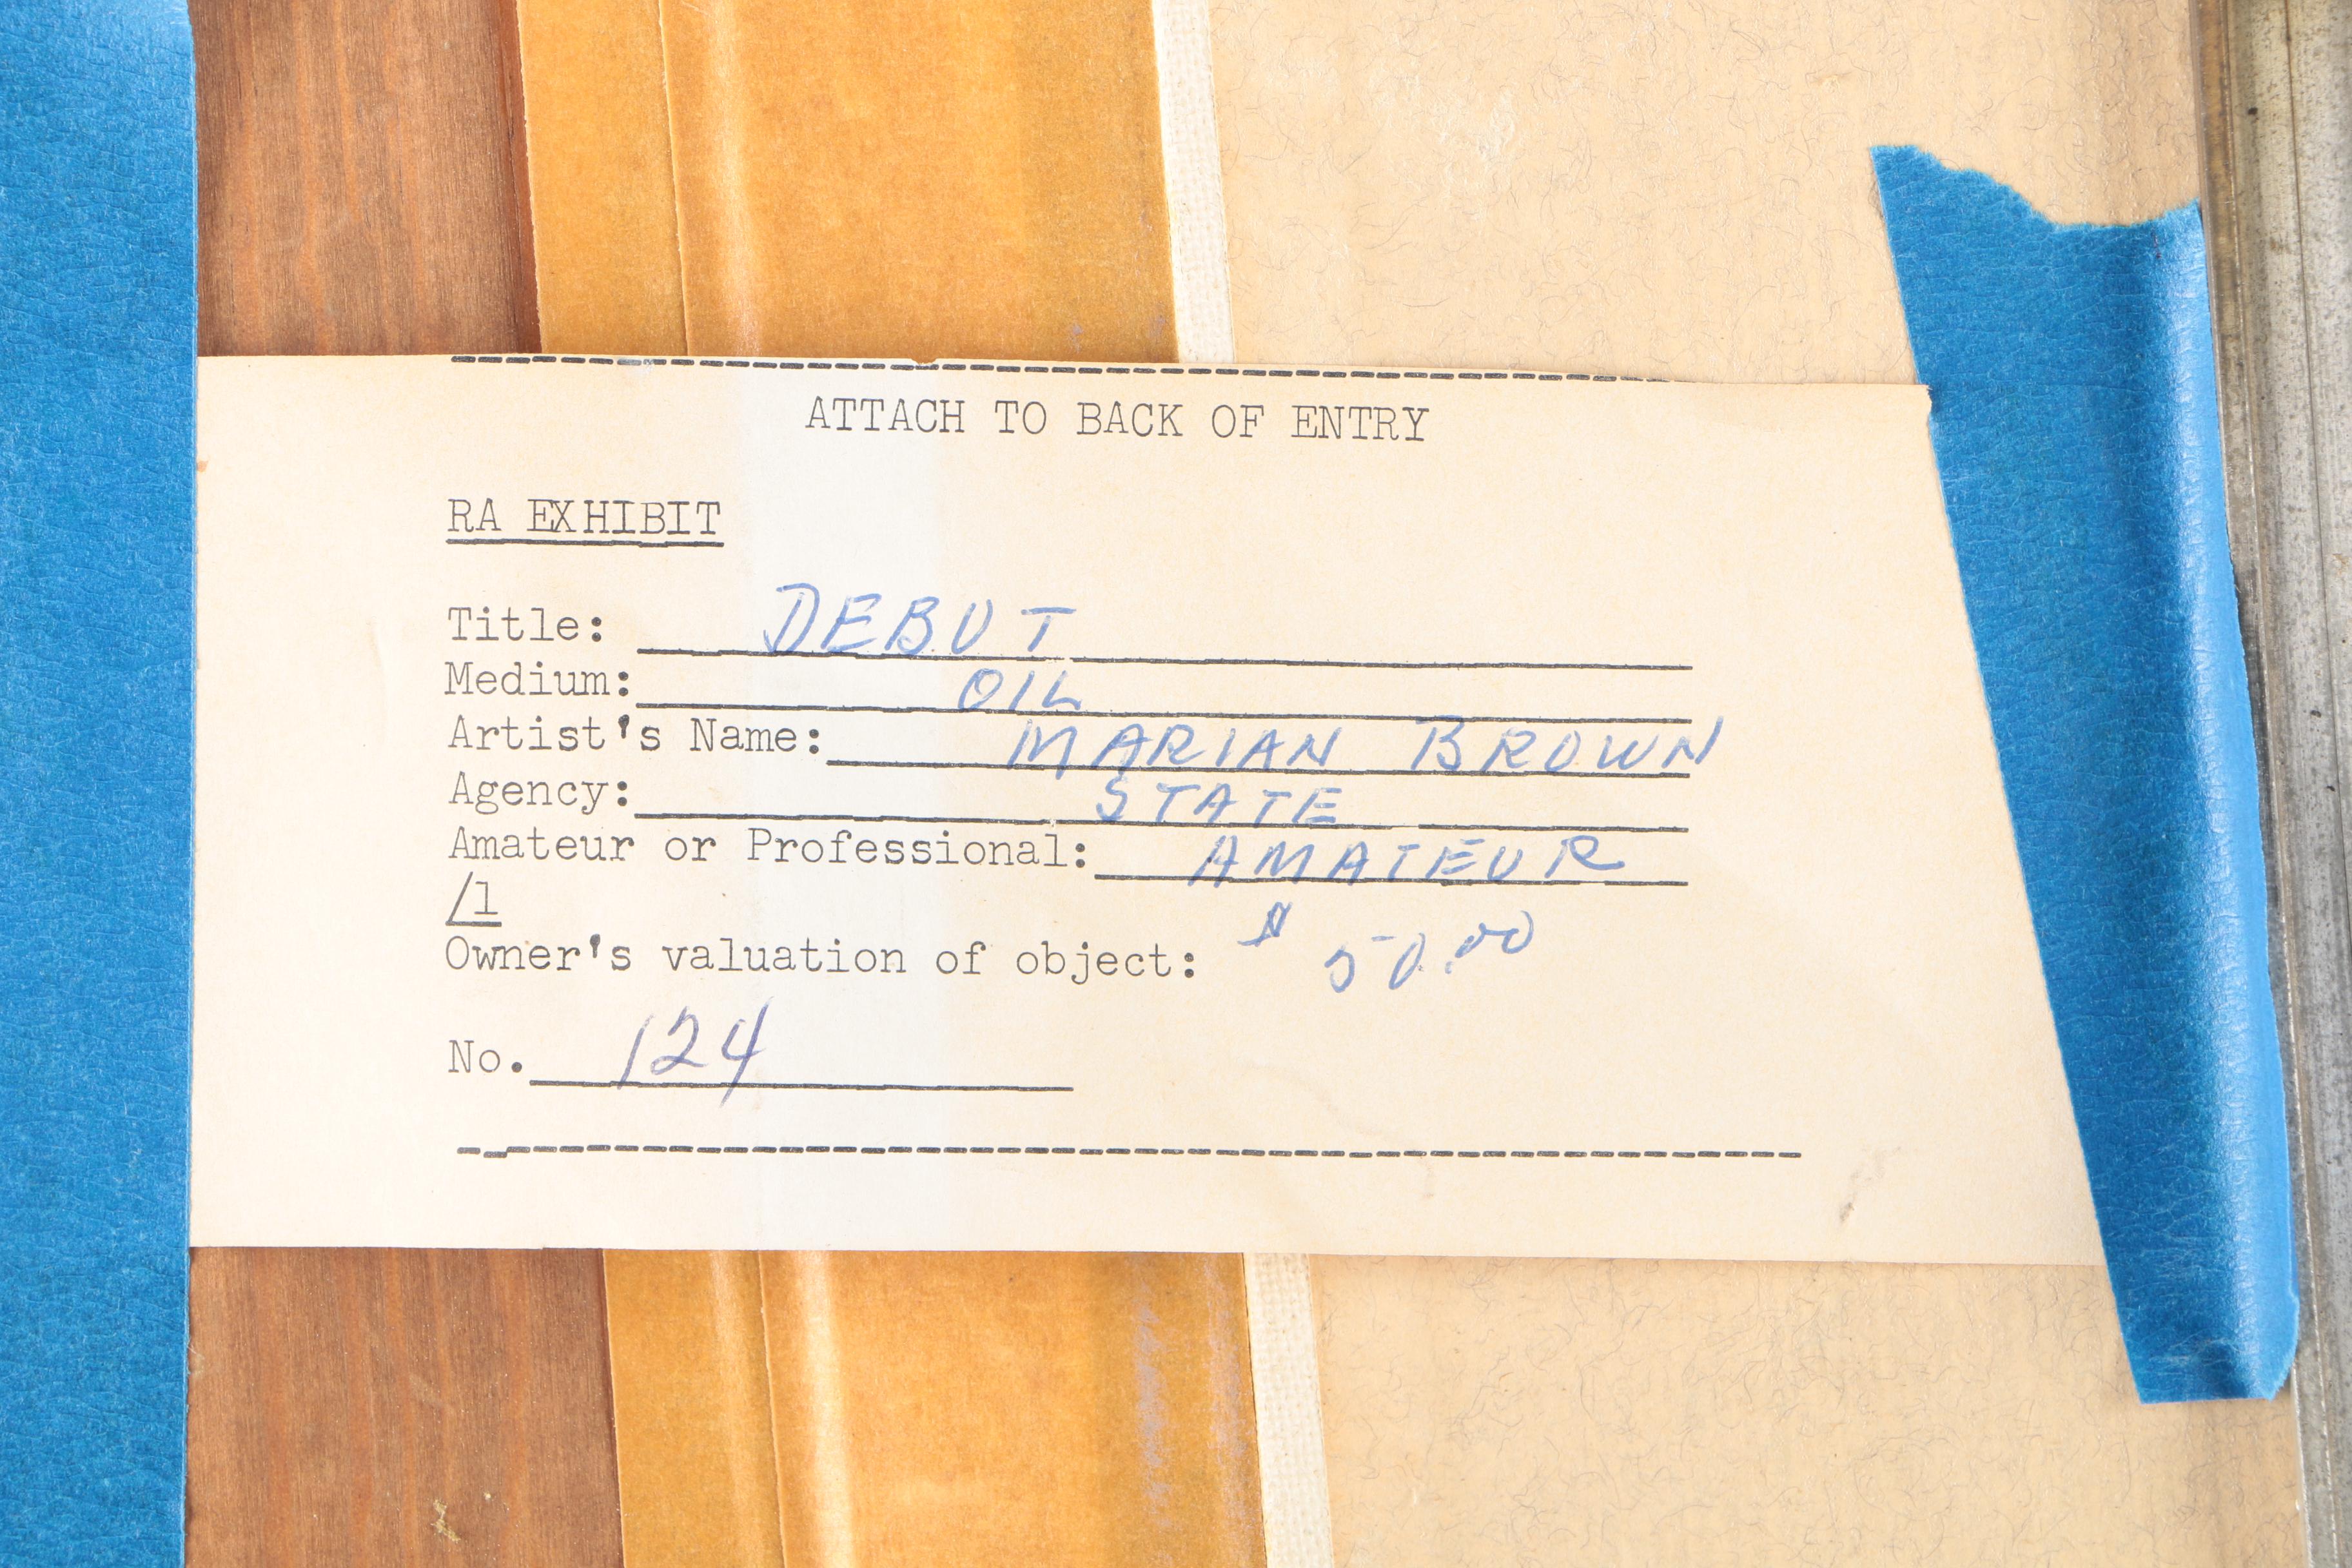 ATTACH TO BACK OF ENTRY
RA EXHIBIT
Title: DEBUT
Medium: OIL
Artist's Name: MARIAN BROWN
Agency: STATE
Amateur or Professional: AMATEUR
/1
Owner's valuation of object: $ 50.00
No. 124